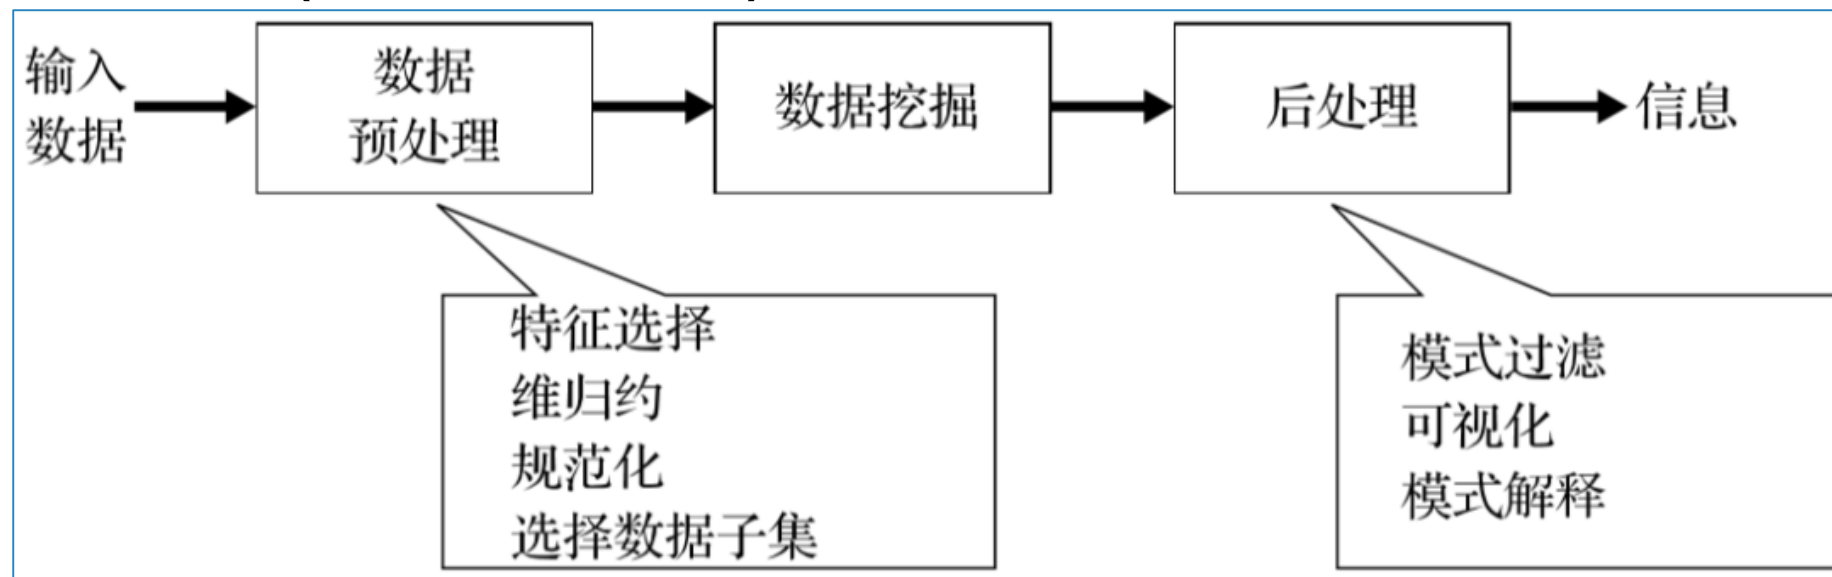 输入
数据
数据
预处理
数据挖掘
后处理
信息
特征选择
维归约
规范化
选择数据子集
模式过滤
可视化
模式解释